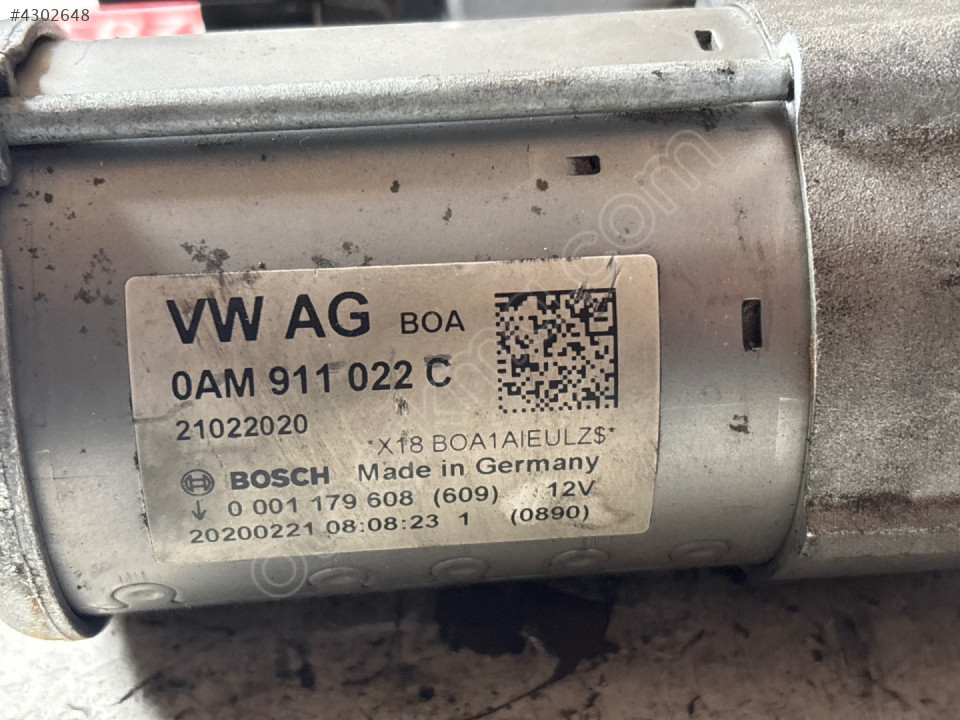 #4302648
VW AG BOA
0AM 911 022 C
21022020
*X18 BOA1AIEULZ$*
BOSCH Made in Germany
0 001 179 608 (609) 12V
20200221 08:08:23 1 (0890)